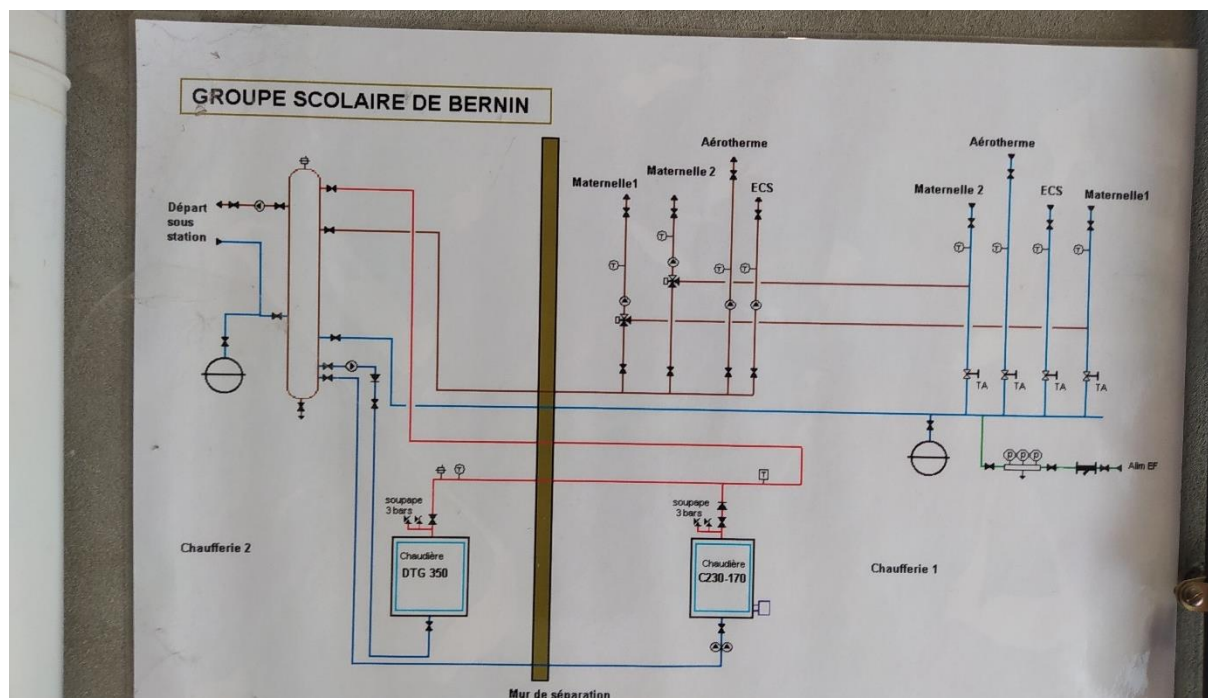 GROUPE SCOLAIRE DE BERNIN
Départ
sous
station
Maternelle1
Maternelle 2
Aérotherme
ECS
Maternelle 2
Aérotherme
ECS
Maternelle1
T
T
T
T
T
T
T
T
TA
TA
TA
TA
P P P
Alim EF
T
T
soupape
3 bars
soupape
3 bars
Chaufferie 2
Chaudière
DTG 350
Chaudière
C230-170
Chaufferie 1
Mur de séparation